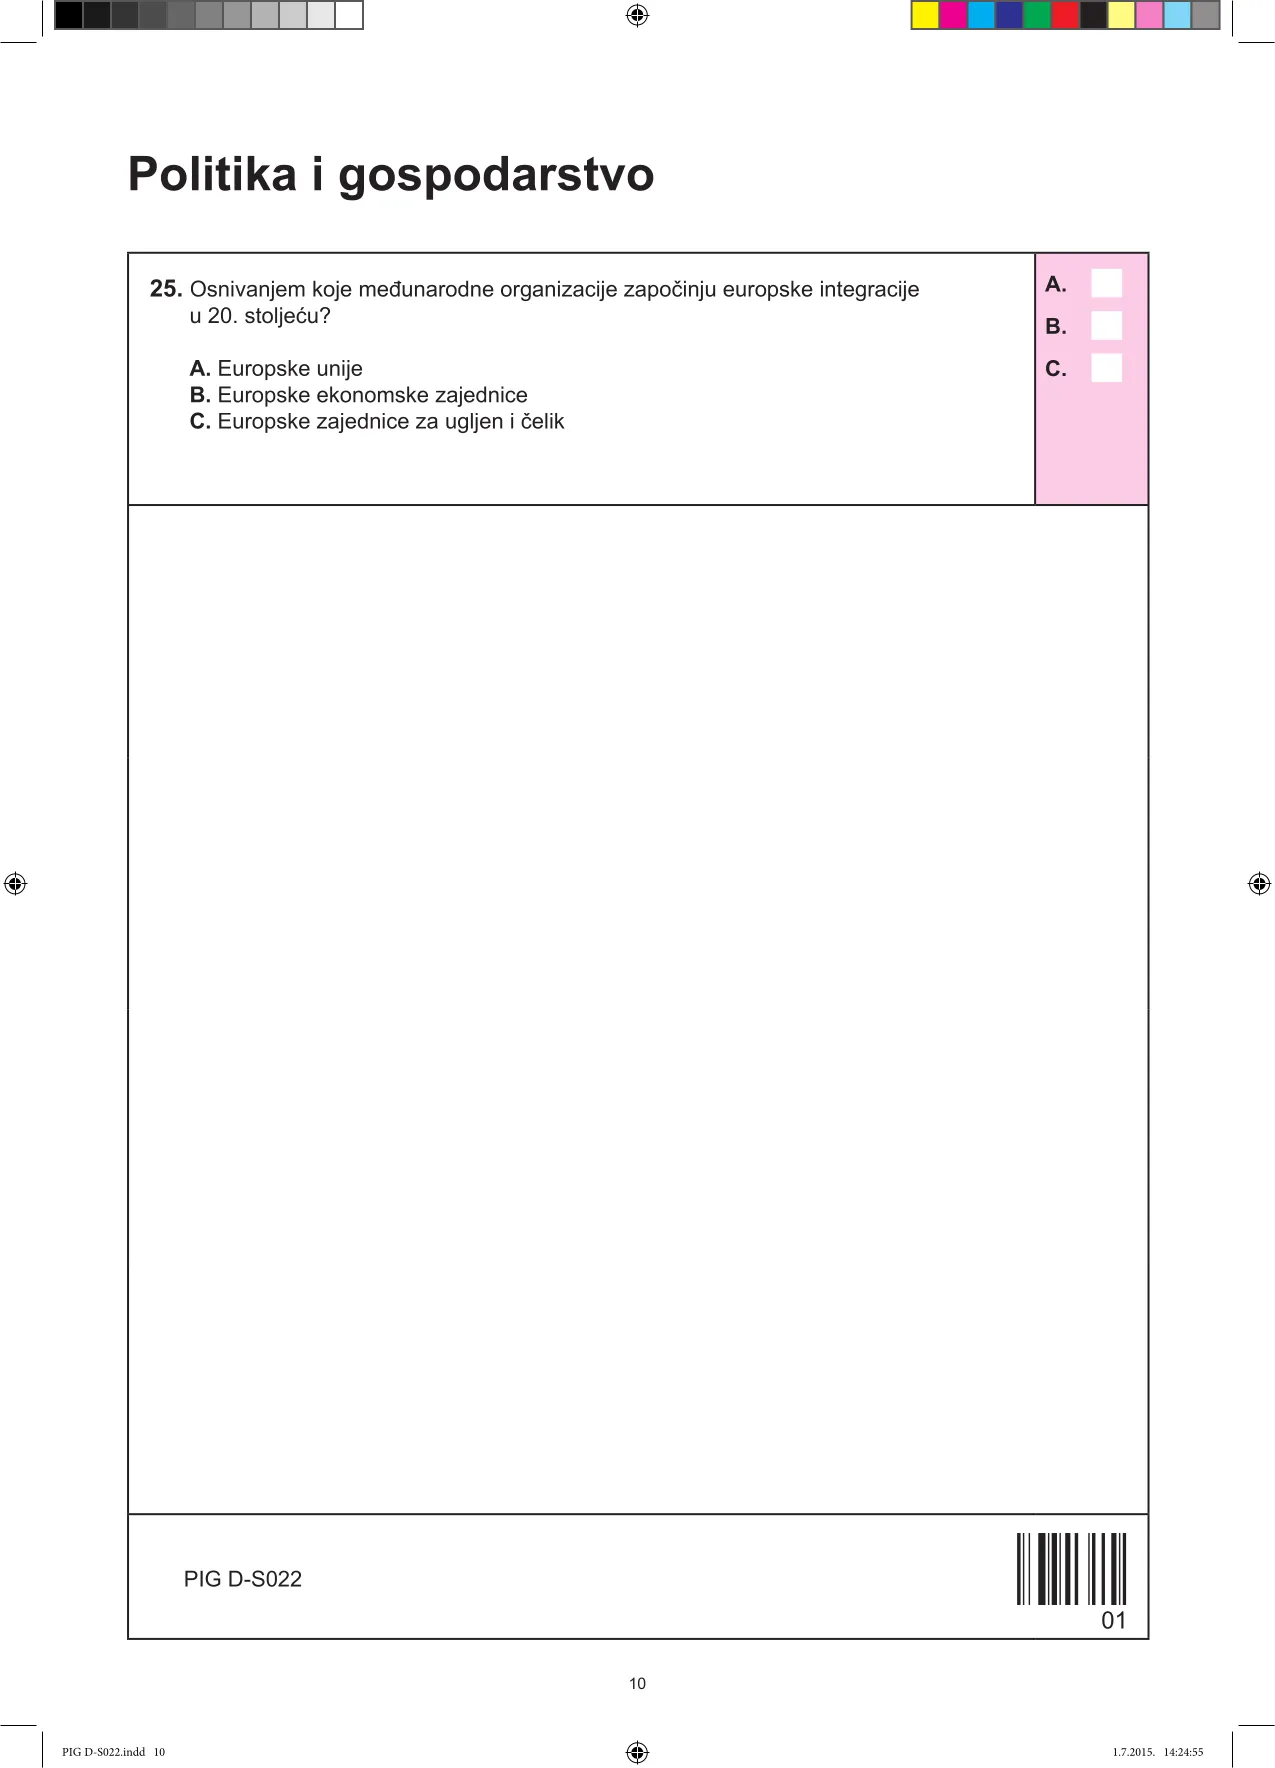 Politika i gospodarstvo
25. Osnivanjem koje međunarodne organizacije započinju europske integracije
u 20. stoljeću?
A. Europske unije
B. Europske ekonomske zajednice
C. Europske zajednice za ugljen i čelik
A.
B.
C.
PIG D-S022
01
10
PIG D-S022.indd 10
1.7.2015. 14:24:55